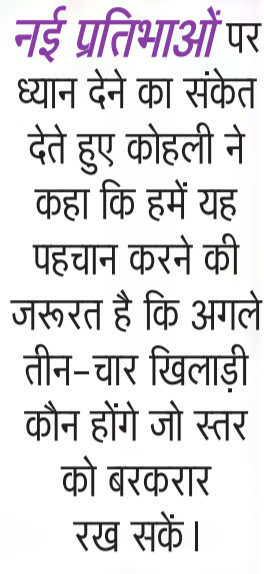 नई प्रतिभाओं पर
ध्यान देने का संकेत
देते हुए कोहली ने
कहा कि हमें यह
पहचान करने की
जरूरत है कि अगले
तीन-चार खिलाड़ी
कौन होंगे जो स्तर
को बरकरार
रख सकें।